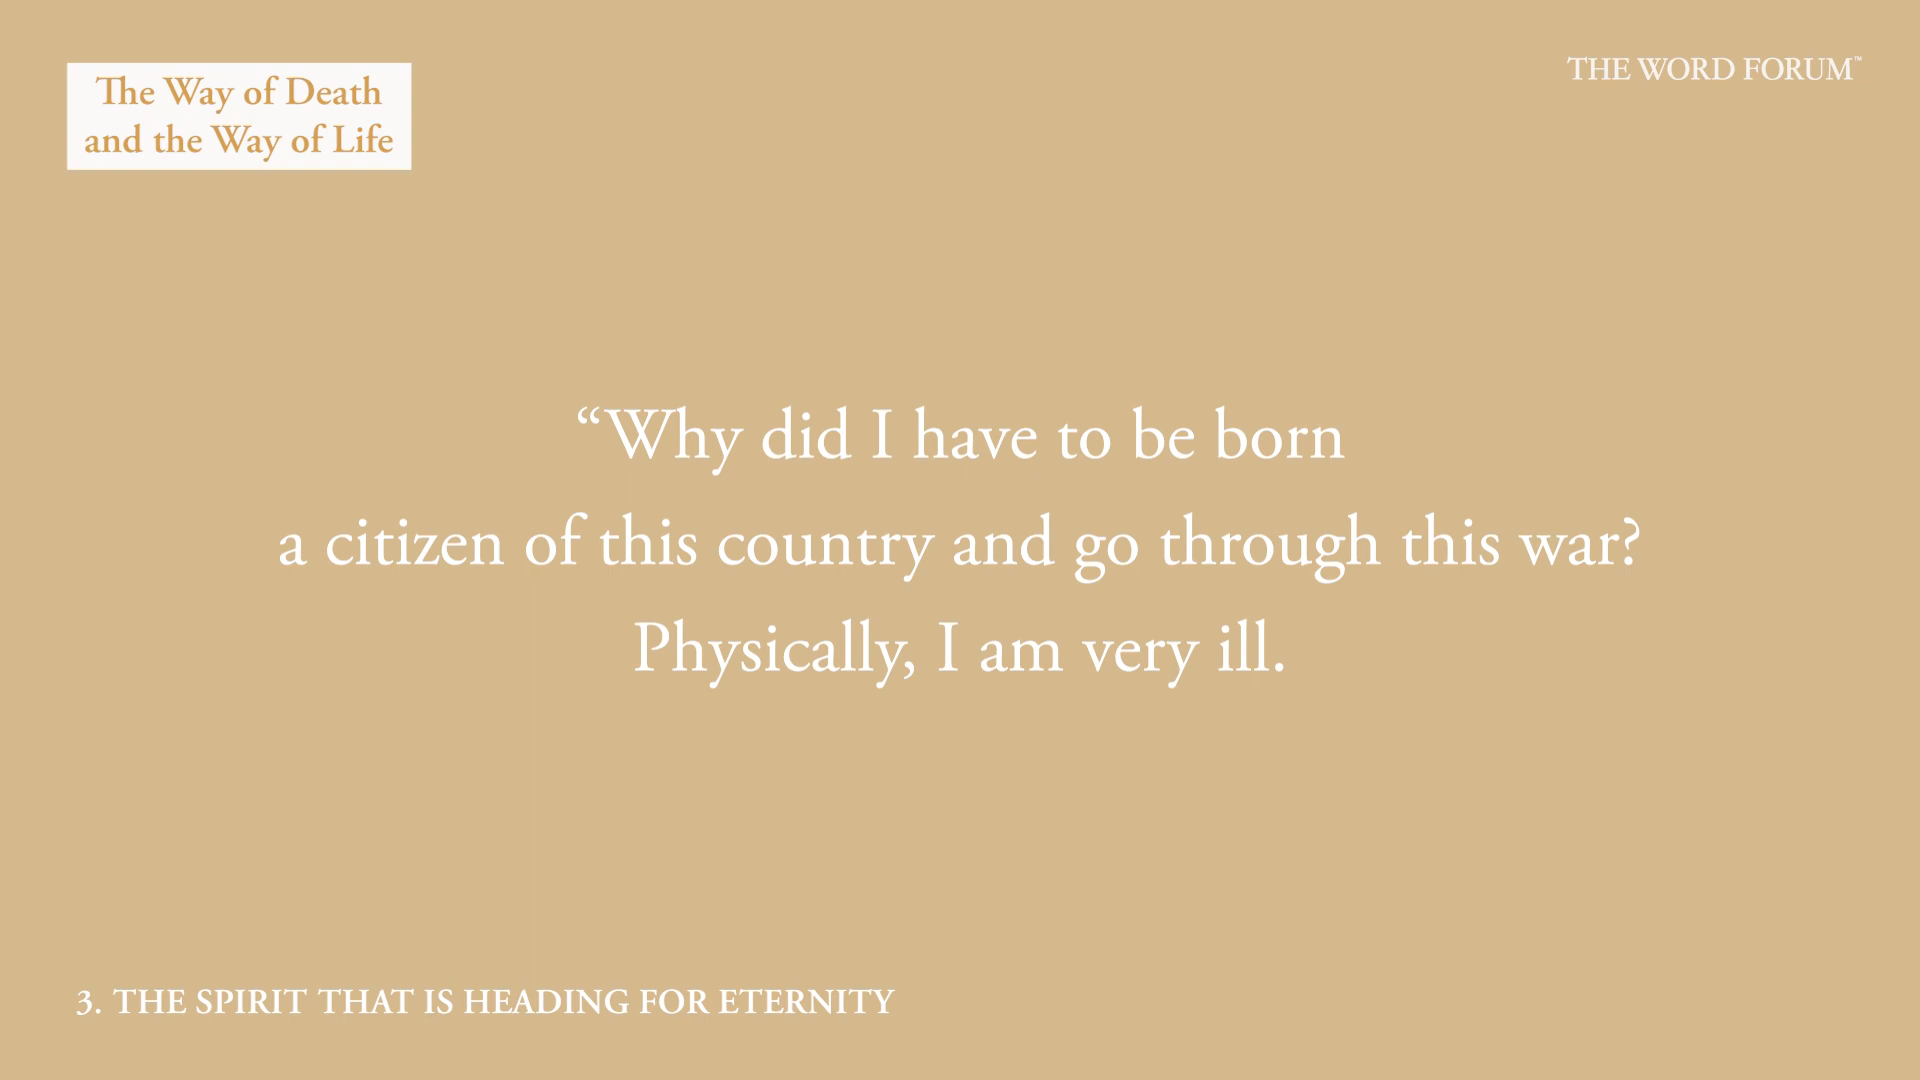 The Way of Death
and the Way of Life
THE WORD FORUM™
“Why did I have to be born
a citizen of this country and go through this war?
Physically, I am very ill.
3. THE SPIRIT THAT IS HEADING FOR ETERNITY